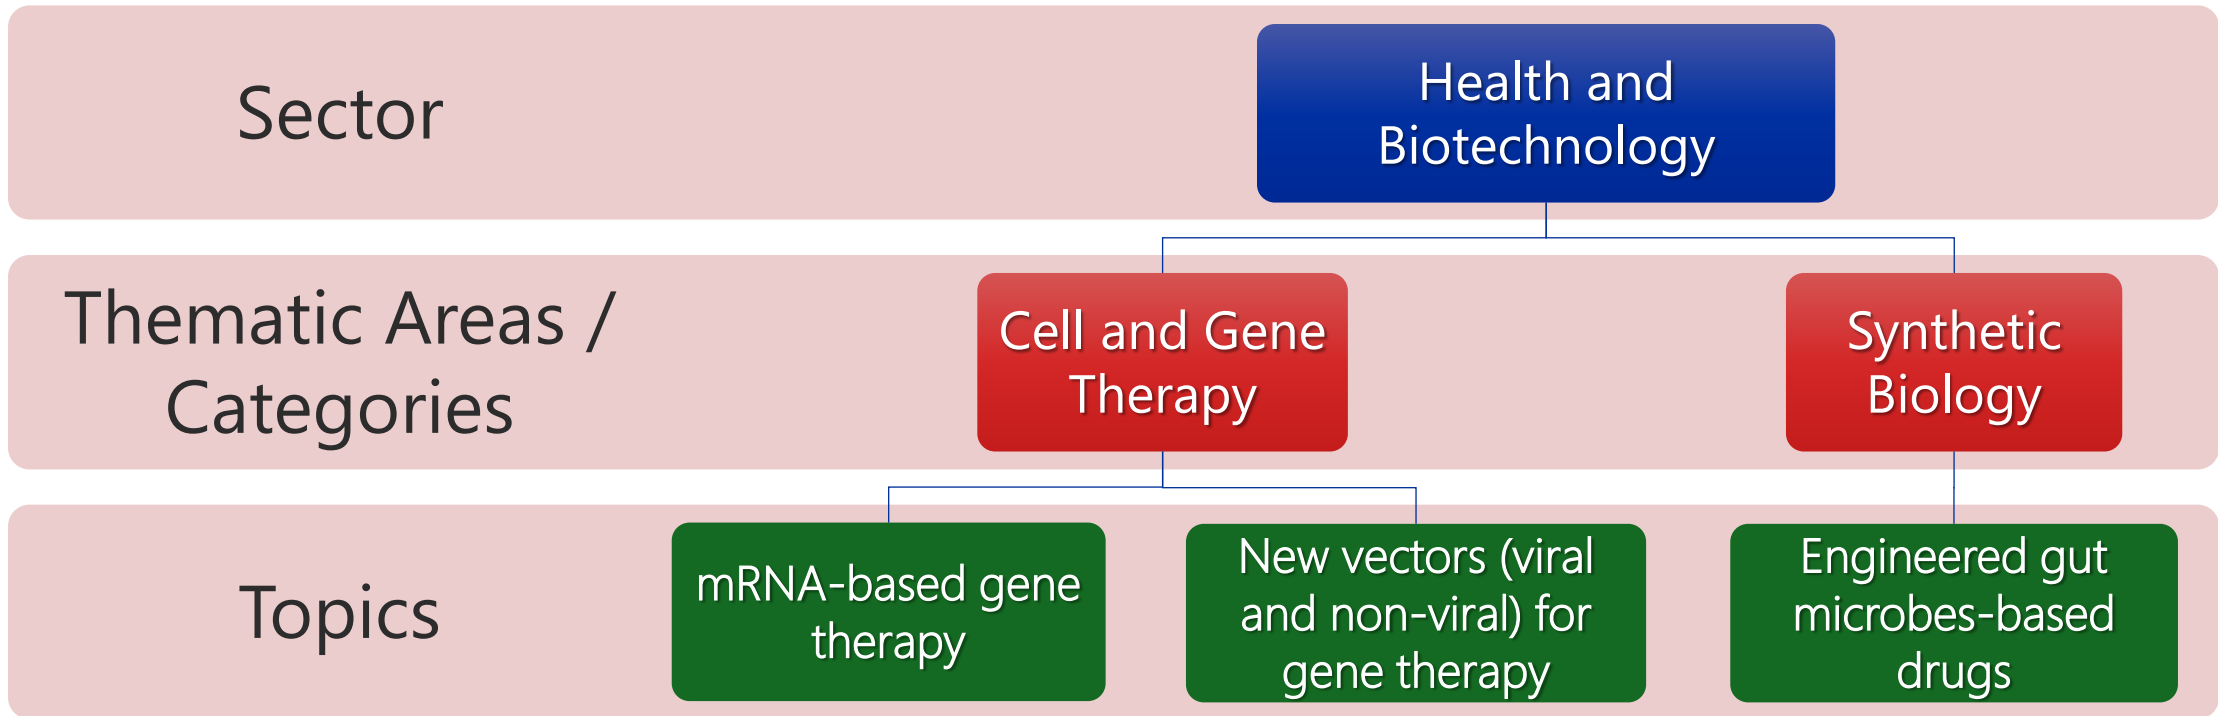 Sector
Health and
Biotechnology
Thematic Areas /
Categories
Cell and Gene
Therapy
Synthetic
Biology
Topics
mRNA-based gene
therapy
New vectors (viral
and non-viral) for
gene therapy
Engineered gut
microbes-based
drugs